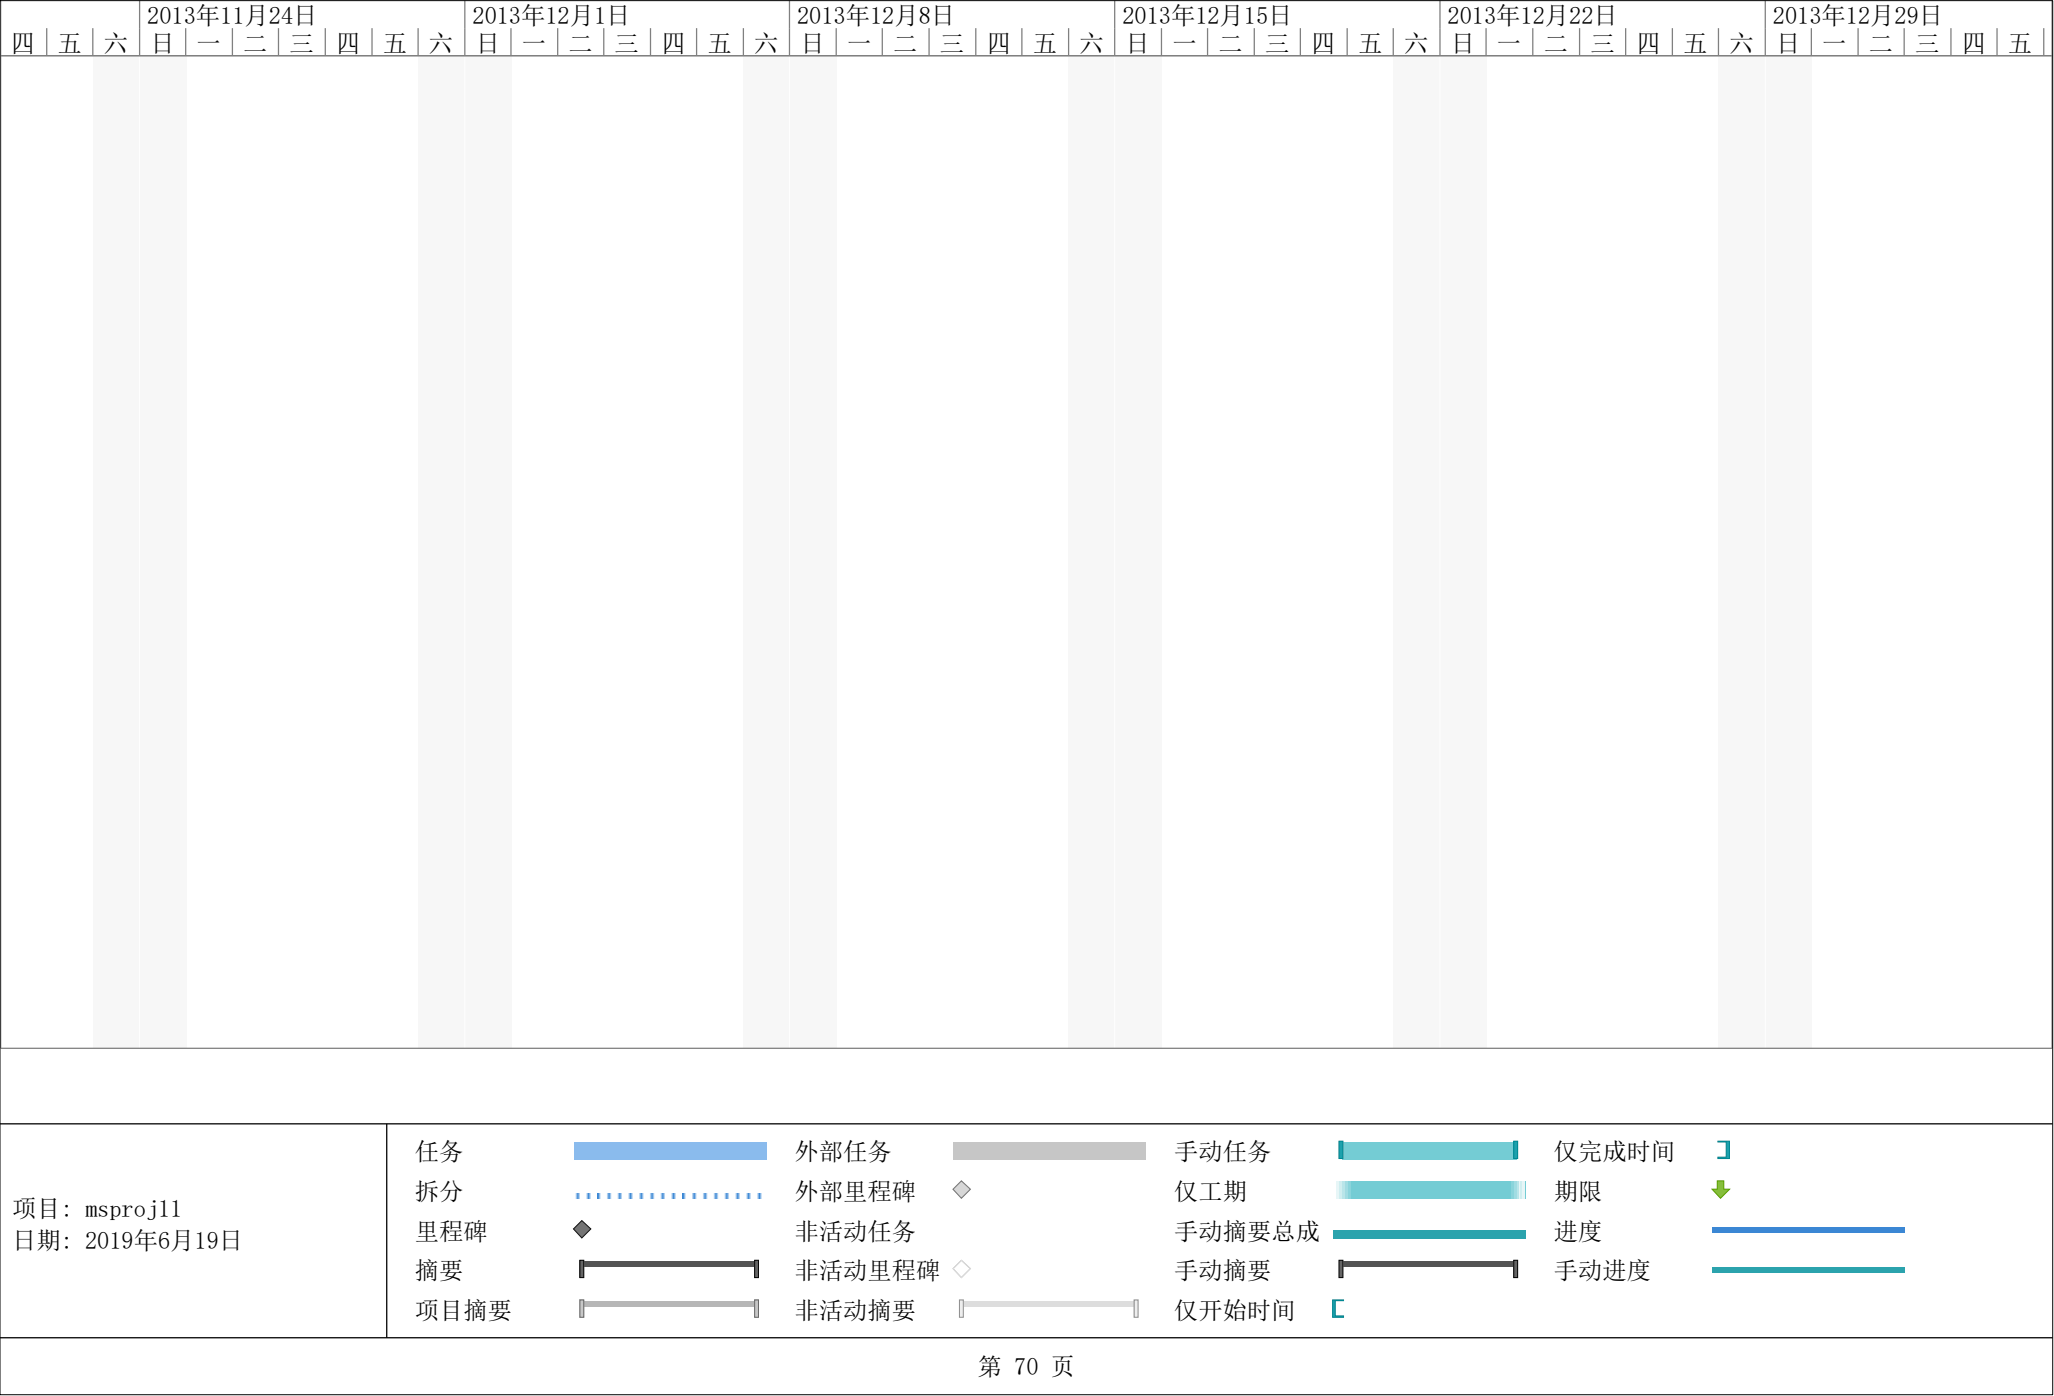 2013年11月24日 2013年12月1日 2013年12月8日 2013年12月15日 2013年12月22日 2013年12月29日
四 五 六 日 一 二 三 四 五 六 日 一 二 三 四 五 六 日 一 二 三 四 五 六 日 一 二 三 四 五 六 日 一 二 三 四 五 六 日 一 二 三 四 五
项目: msproj11
日期: 2019年6月19日
任务 外部任务 手动任务 仅完成时间
拆分 外部里程碑 仅工期 期限
里程碑 非活动任务 手动摘要总成 进度
摘要 非活动里程碑 手动摘要 手动进度
项目摘要 非活动摘要 仅开始时间
第 70 页